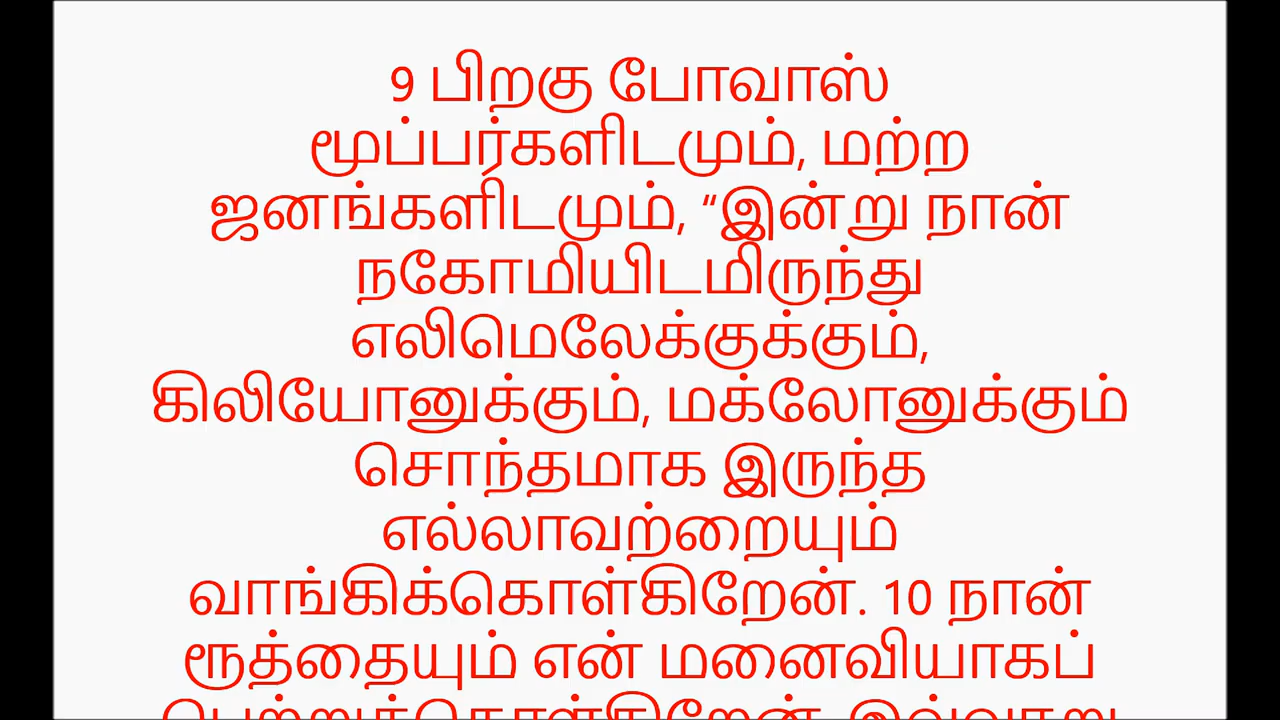 9 பிறகு போவாஸ்
மூப்பர்களிடமும், மற்ற
ஜனங்களிடமும், “இன்று நான்
நகோமியிடமிருந்து
எலிமெலேக்குக்கும்,
கிலியோனுக்கும், மக்லோனுக்கும்
சொந்தமாக இருந்த
எல்லாவற்றையும்
வாங்கிக்கொள்கிறேன். 10 நான்
ரூத்தையும் என் மனைவியாகப்
பெற்றுக்கொள்கிறேன். இவ்வாறு